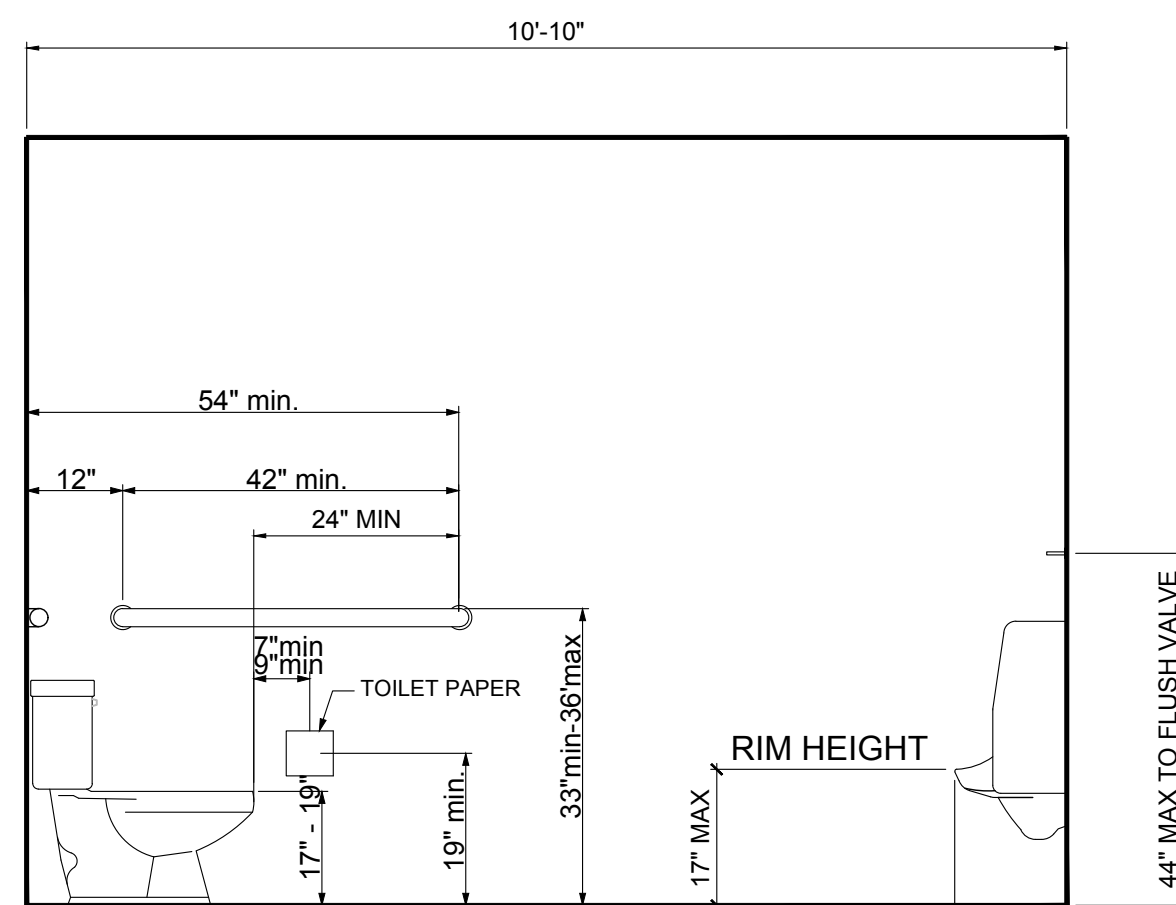 10'-10"
54" min.
12"
42" min.
24" MIN
7"min
9"min
TOILET PAPER
33"min-36'max
RIM HEIGHT
17" - 19"
19" min.
17" MAX
44" MAX TO FLUSH VALVE